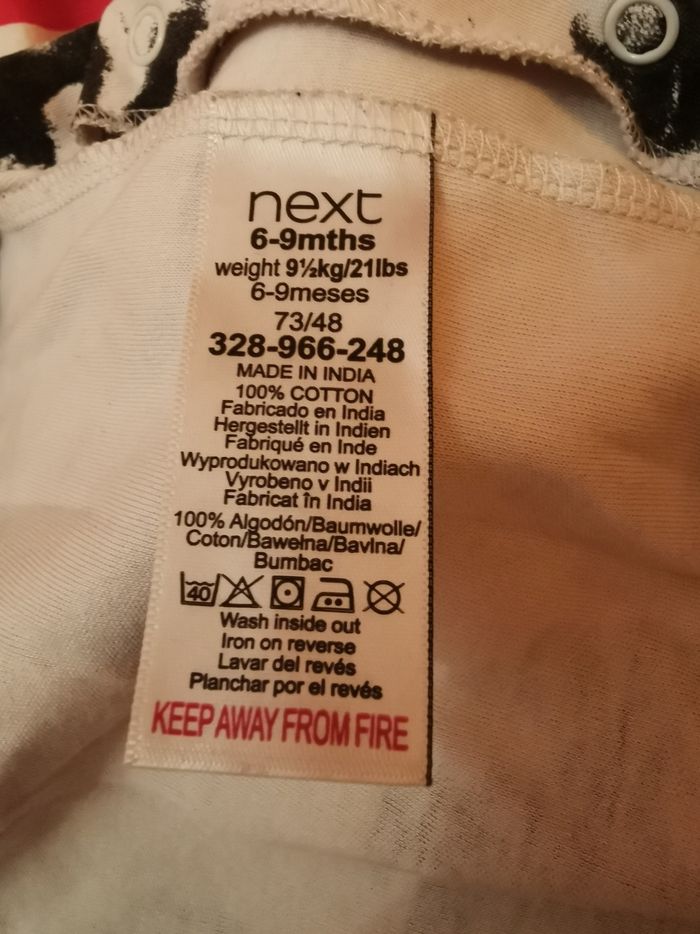 next
6-9mths
weight 9½kg/21lbs
6-9meses
73/48
328-966-248
MADE IN INDIA
100% COTTON
Fabricado en India
Hergestellt in Indien
Fabriqué en Inde
Wyprodukowano w Indiach
Vyrobeno v Indii
Fabricat în India
100% Algodón/Baumwolle/
Coton/Bawełna/Bavlna/
Bumbac
40
Wash inside out
Iron on reverse
Lavar del revés
Planchar por el revés
KEEP AWAY FROM FIRE